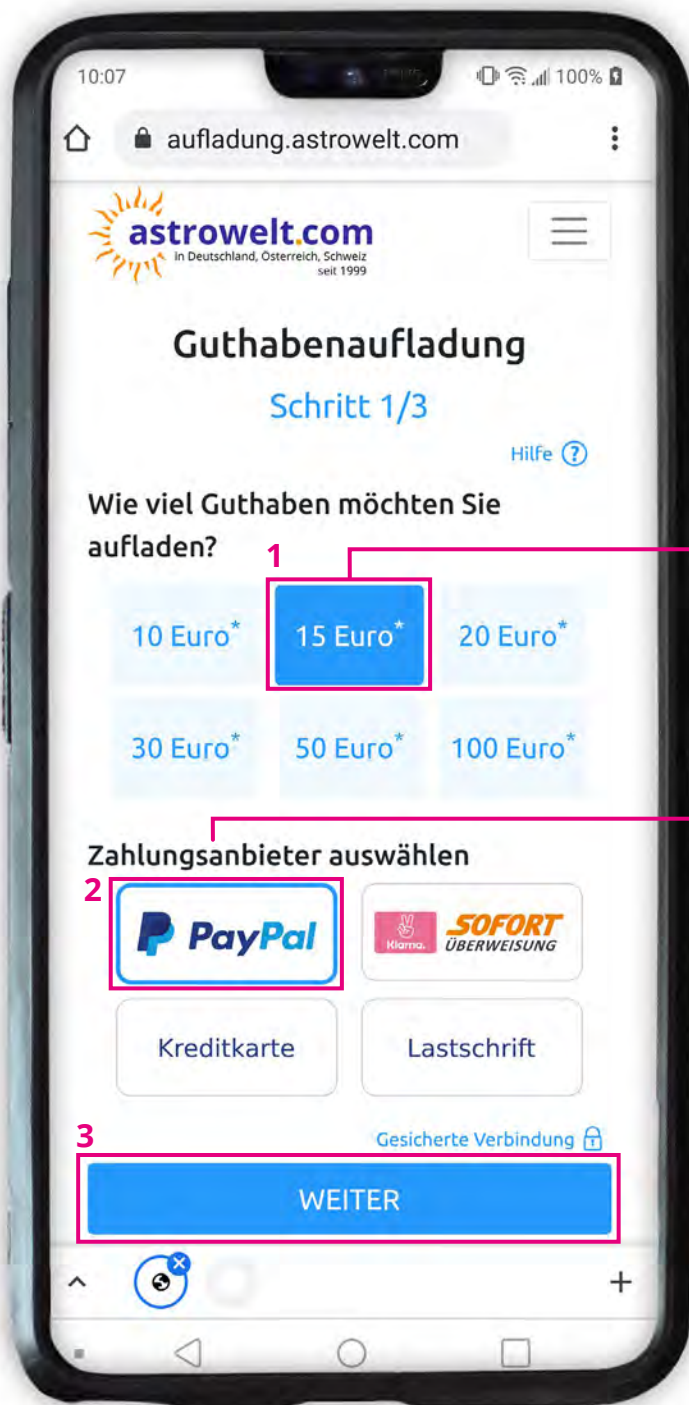 10:07
100%
aufladung.astrowelt.com
astrowelt.com
in Deutschland, Österreich, Schweiz
seit 1999
Guthabenaufladung
Schritt 1/3
Hilfe ?
Wie viel Guthaben möchten Sie
aufladen?
1
10 Euro* 15 Euro* 20 Euro*
30 Euro* 50 Euro* 100 Euro*
Zahlungsanbieter auswählen
2
PayPal
Klarna. SOFORT
ÜBERWEISUNG
Kreditkarte Lastschrift
3
Gesicherte Verbindung
WEITER